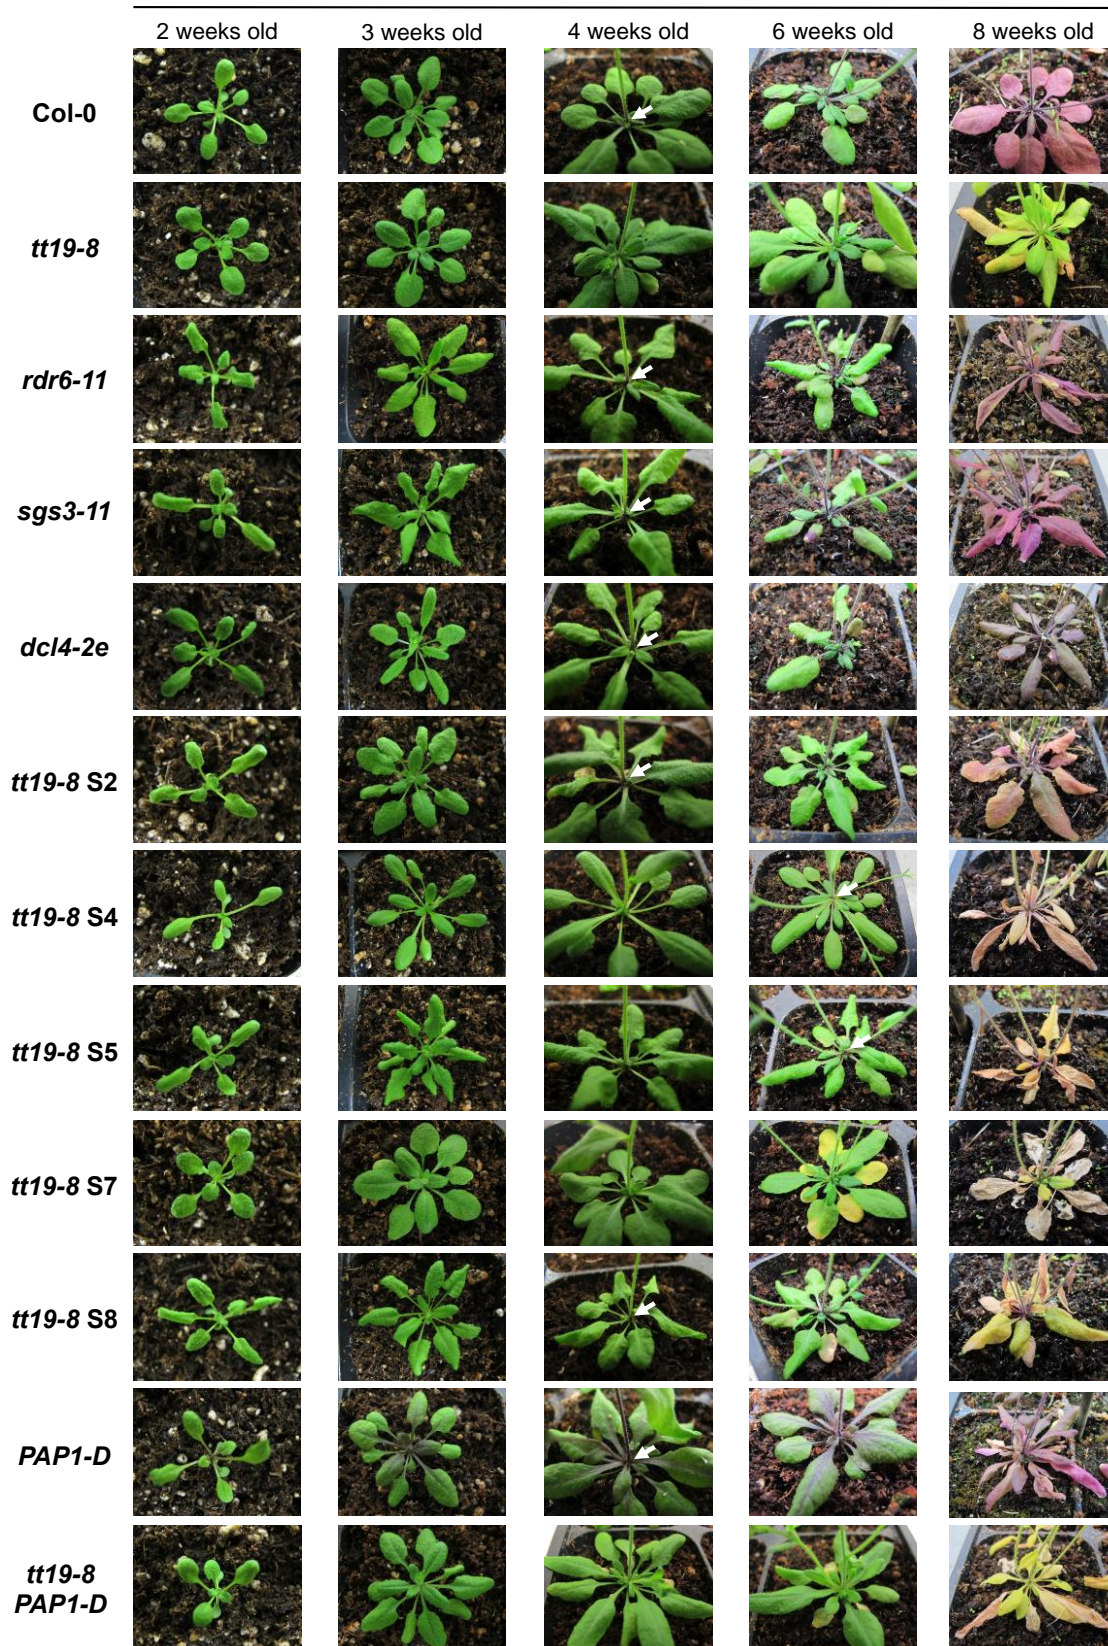 2 weeks old 3 weeks old 4 weeks old 6 weeks old 8 weeks old
Col-0
tt19-8
rdr6-11
sgs3-11
dcl4-2e
tt19-8 S2
tt19-8 S4
tt19-8 S5
tt19-8 S7
tt19-8 S8
PAP1-D
tt19-8
PAP1-D